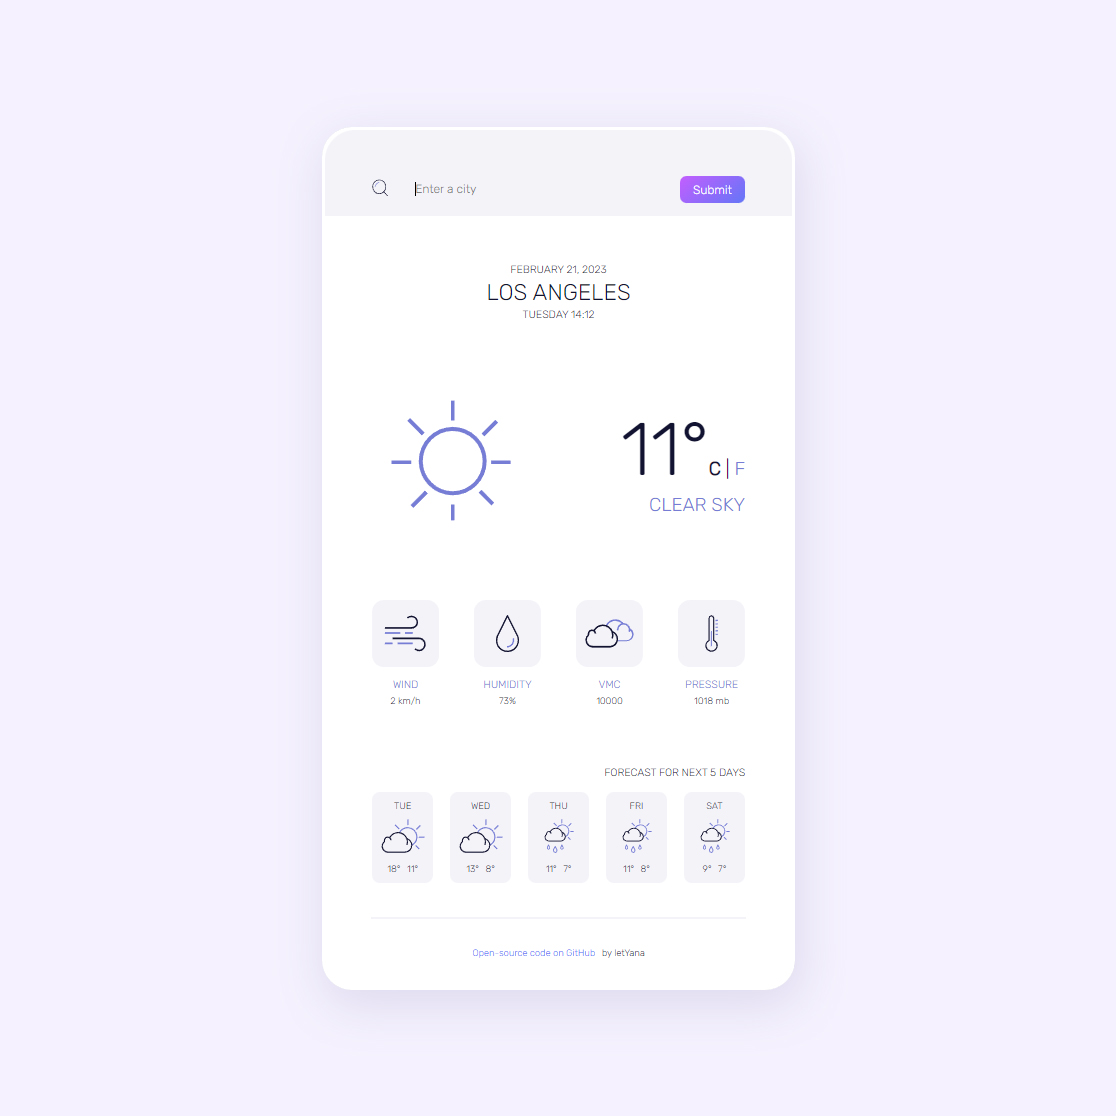 Enter a city
Submit
FEBRUARY 21, 2023
LOS ANGELES
TUESDAY 14:12
11° C | F
CLEAR SKY
WIND HUMIDITY VMC PRESSURE
2 km/h 73% 10000 1018 mb
FORECAST FOR NEXT 5 DAYS
TUE WED THU FRI SAT
18° 11° 13° 8° 11° 7° 11° 8° 9° 7°
Open-source code on GitHub by letYana